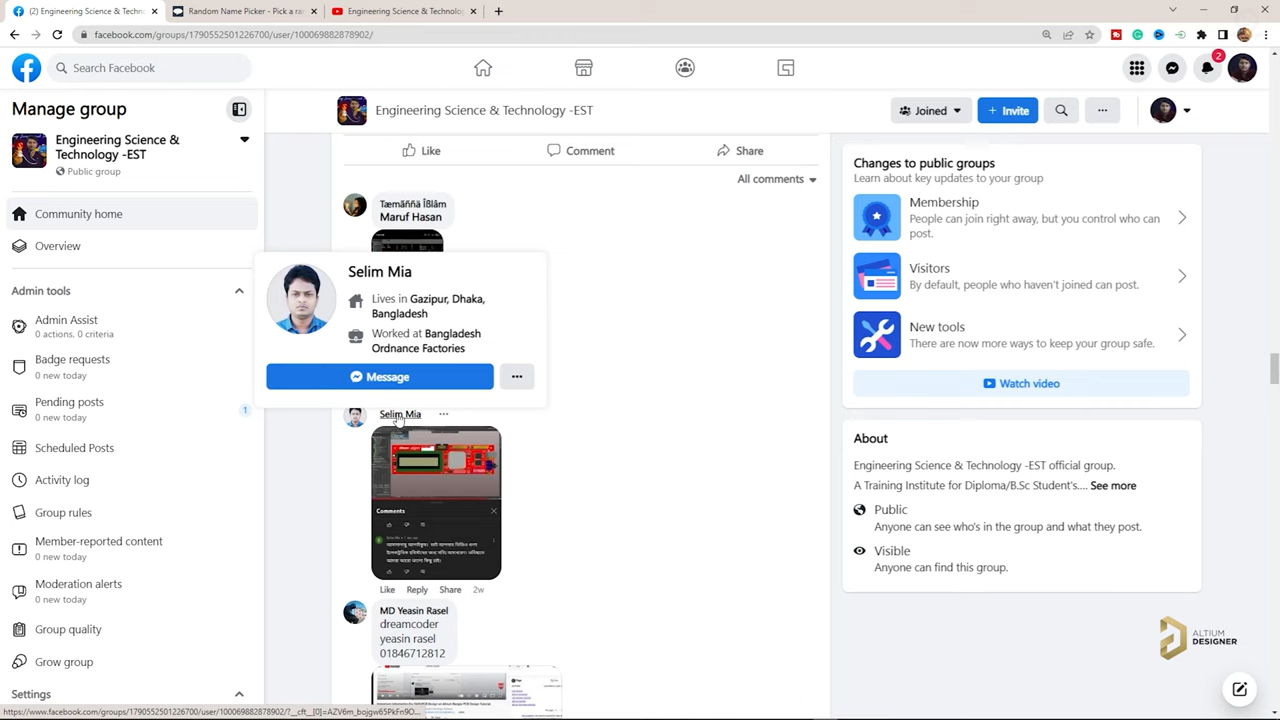 (2) Engineering Science & Technolo
Random Name Picker - Pick a ra
Engineering Science & Technolog
facebook.com/groups/1790552501226700/user/100069882878902/
Search Facebook
2
Manage group
Engineering Science & Technology -EST
Joined
+ Invite
Engineering Science &
Technology -EST
Public group
Community home
Overview
Admin tools
Admin Assist
0 actions, 0 criteria
Badge requests
0 new today
Pending posts
0 new today
1
Scheduled Posts
Activity log
Group rules
Member-reported content
0 new today
Moderation alerts
0 new today
Group quality
Grow group
Settings
Like
Comment
Share
All comments
Tæmäñnä Îßlâm
Maruf Hasan
Selim Mia
Lives in Gazipur, Dhaka,
Bangladesh
Worked at Bangladesh
Ordnance Factories
Message
Selim Mia
Comments
Like Reply Share 2w
MD Yeasin Rasel
dreamcoder
yeasin rasel
01846712812
Changes to public groups
Learn about key updates to your group
Membership
People can join right away, but you control who can
post.
Visitors
By default, people who haven't joined can post.
New tools
There are now more ways to keep your group safe.
Watch video
About
Engineering Science & Technology -EST official group.
A Training Institute for Diploma/B.Sc Student's... See more
Public
Anyone can see who's in the group and what they post.
Visible
Anyone can find this group.
ALTIUM
DESIGNER